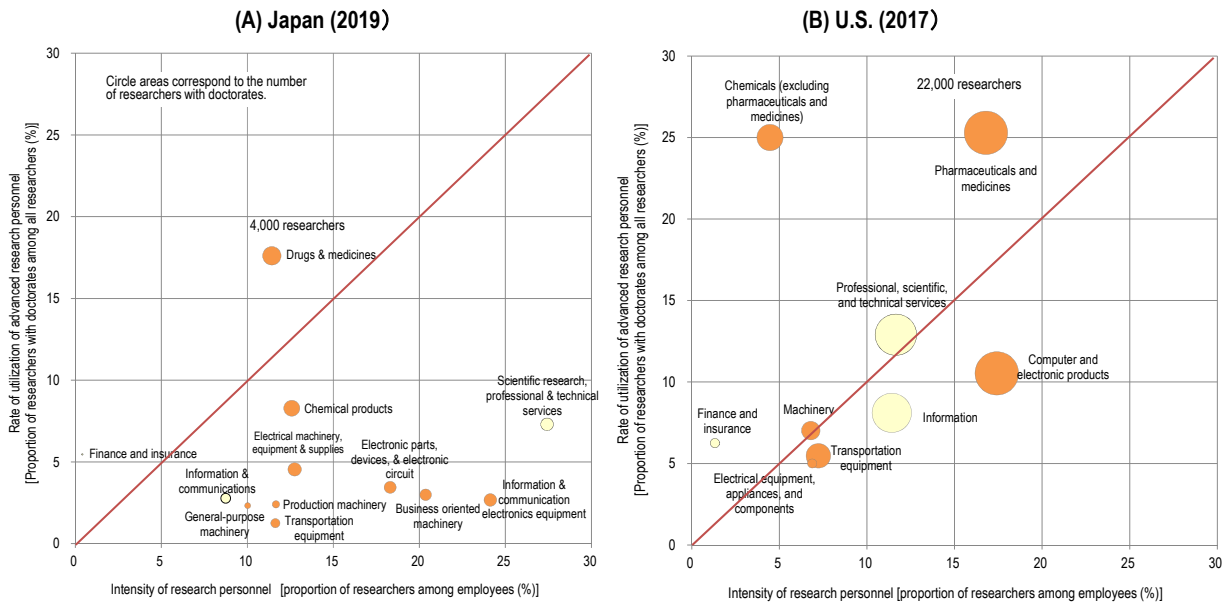 (A) Japan (2019）
Rate of utilization of advanced research personnel
[Proportion of researchers with doctorates among all researchers (%)]
30
25
20
15
10
5
0
Circle areas correspond to the number
of researchers with doctorates.
4,000 researchers
Drugs & medicines
Scientific research,
professional & technical
services
Chemical products
Electrical machinery,
equipment & supplies
Electronic parts,
devices, & electronic
circuit
Finance and insurance
Information &
communications
Information &
communication
electronics equipment
General-purpose
machinery
Production machinery
Transportation
equipment
Business oriented
machinery
0
5
10
15
20
25
30
Intensity of research personnel [proportion of researchers among employees (%)]
(B) U.S. (2017）
Rate of utilization of advanced research personnel
[Proportion of researchers with doctorates among all researchers (%)]
30
25
20
15
10
5
0
Chemicals (excluding
pharmaceuticals and
medicines)
22,000 researchers
Pharmaceuticals and
medicines
Professional, scientific,
and technical services
Computer and
electronic products
Machinery
Information
Finance and
insurance
Transportation
equipment
Electrical equipment,
appliances, and
components
0
5
10
15
20
25
30
Intensity of research personnel [proportion of researchers among employees (%)]